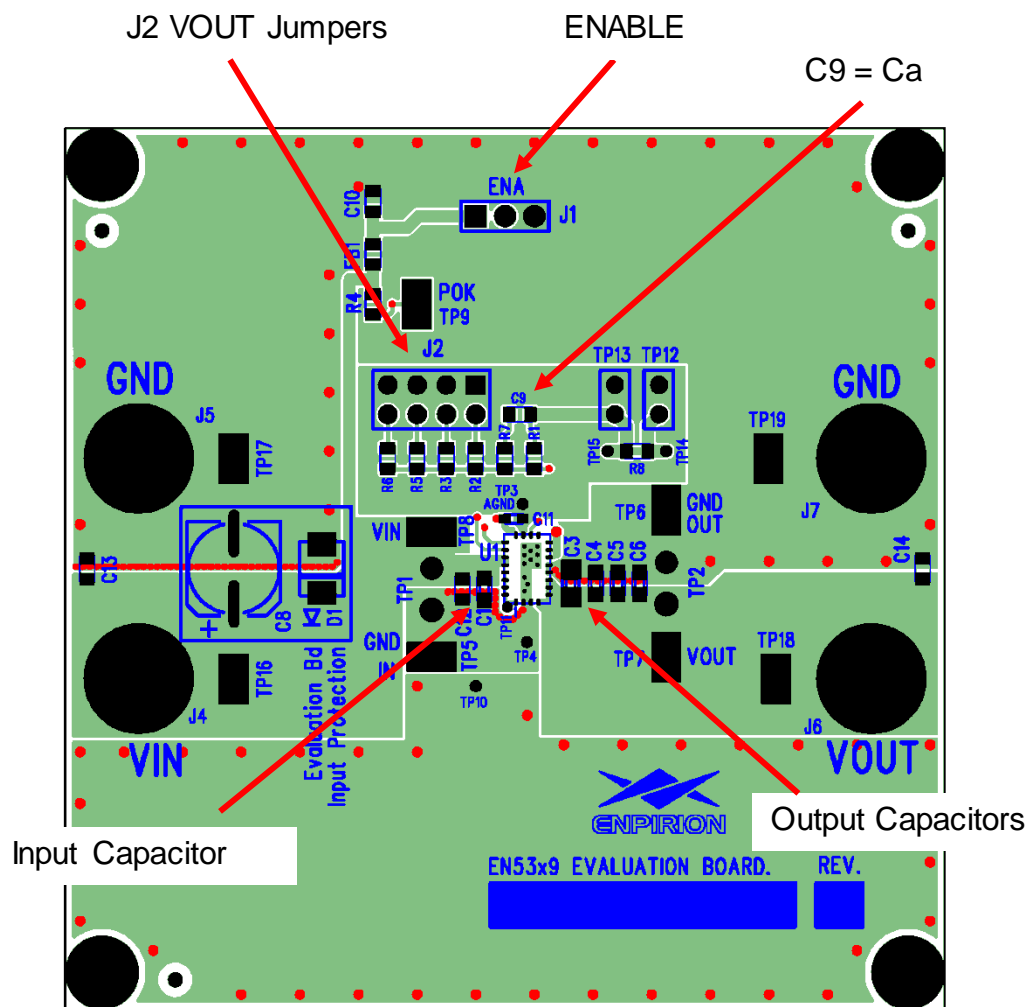 J2 VOUT Jumpers
ENABLE
C9 = Ca
ENA
C10
J1
FB1
R4
POK
TP9
J2
TP13
TP12
GND
GND
C9
J5
TP17
TP19
R7
R1
TP15
TP14
R8
R6
R5
R3
R2
TP3
AGND
C11
TP6
GND
OUT
J7
VIN
TP8
U1
C3
C4
C5
C6
C14
C13
TP1
TP2
C8
+
D1
C12
C1
TP11
GND
IN
TP5
TP4
TP7
VOUT
TP18
TP16
TP10
J4
J6
VIN
VOUT
Evaluation Bd
Input Protection
ENPIRION
Input Capacitor
Output Capacitors
EN53x9 EVALUATION BOARD.
REV.